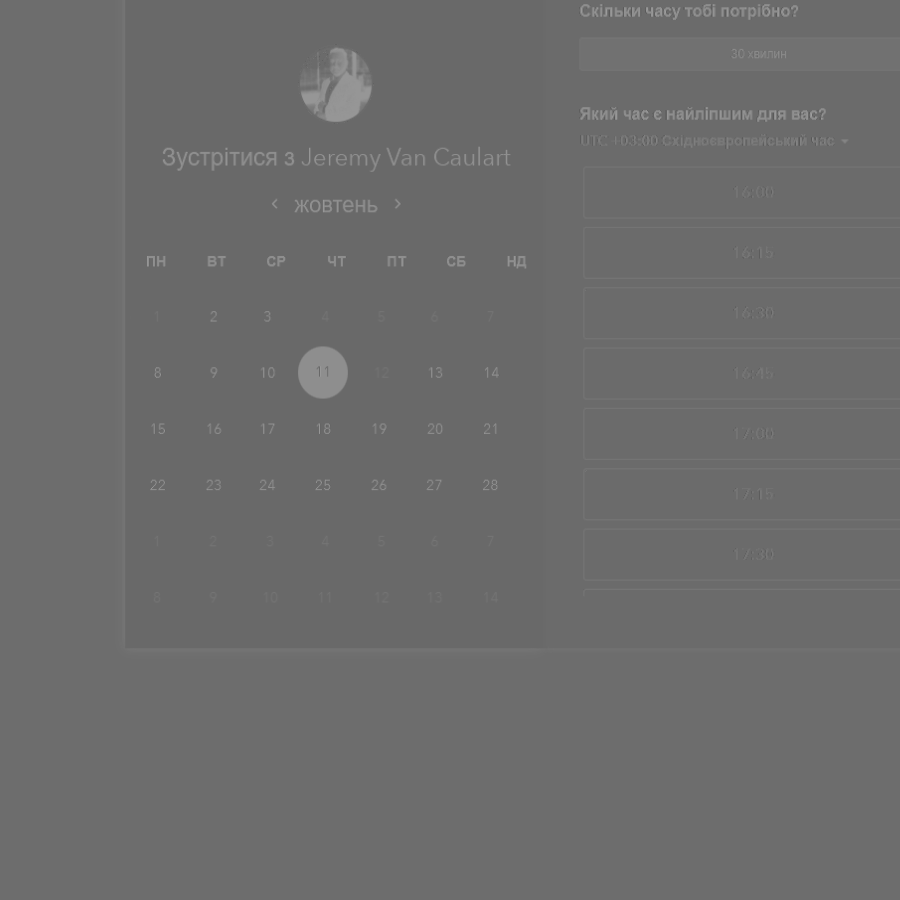 Зустрітися з Jeremy Van Caulart
жовтень
ПН ВТ СР ЧТ ПТ СБ НД
1 2 3 4 5 6 7
8 9 10 11 12 13 14
15 16 17 18 19 20 21
22 23 24 25 26 27 28
1 2 3 4 5 6 7
8 9 10 11 12 13 14
Скільки часу тобі потрібно?
30 хвилин
Який час є найліпшим для вас?
UTC +03:00 Східноєвропейський час
16:00
16:15
16:30
16:45
17:00
17:15
17:30